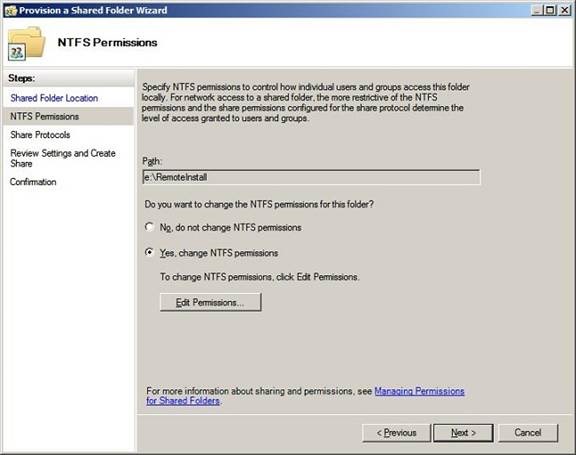 Provision a Shared Folder Wizard
NTFS Permissions
Steps:
Shared Folder Location
NTFS Permissions
Share Protocols
Review Settings and Create
Share
Confirmation
Specify NTFS permissions to control how individual users and groups access this folder
locally. For network access to a shared folder, the more restrictive of the NTFS
permissions and the share permissions configured for the share protocol determine the
level of access granted to users and groups.
Path:
e:\RemoteInstall
Do you want to change the NTFS permissions for this folder?
No, do not change NTFS permissions
Yes, change NTFS permissions
To change NTFS permissions, click Edit Permissions.
Edit Permissions...
For more information about sharing and permissions, see Managing Permissions
for Shared Folders.
< Previous
Next >
Cancel